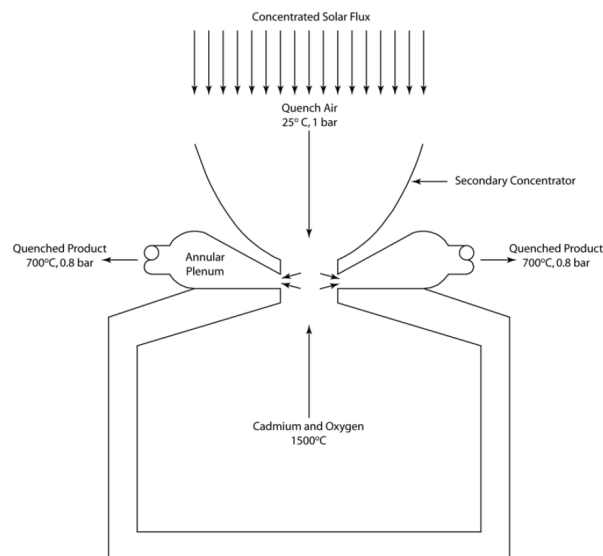 Concentrated Solar Flux
Quench Air
25° C, 1 bar
Secondary Concentrator
Quenched Product
700°C, 0.8 bar
Annular
Plenum
Quenched Product
700°C, 0.8 bar
Cadmium and Oxygen
1500°C